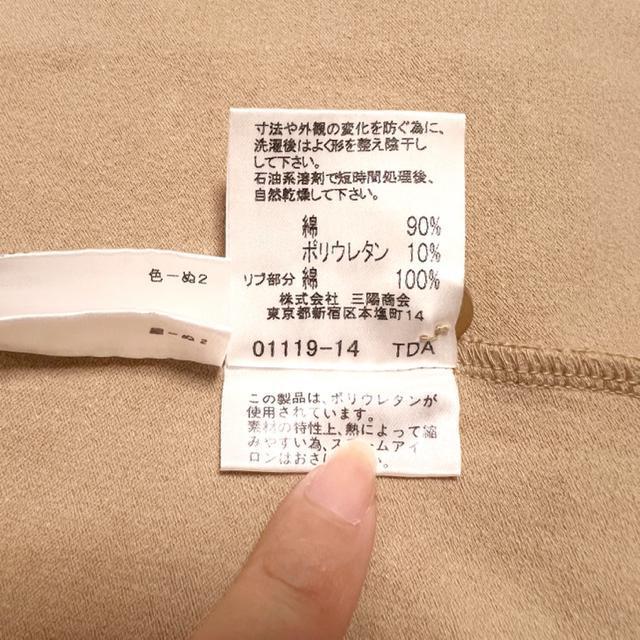 寸法や外観の変化を防ぐ為に、
洗濯後はよく形を整え陰干し
して下さい。
石油系溶剤で短時間処理後、
自然乾燥して下さい。
綿 90%
ポリウレタン 10%
リブ部分 綿 100%
株式会社 三陽商会
東京都新宿区本塩町14
01119-14 TDA
色ーぬ2
この製品は、ポリウレタンが
使用されています。
素材の特性上、熱によって縮
みやすい為、スチームアイ
ロンはおさ